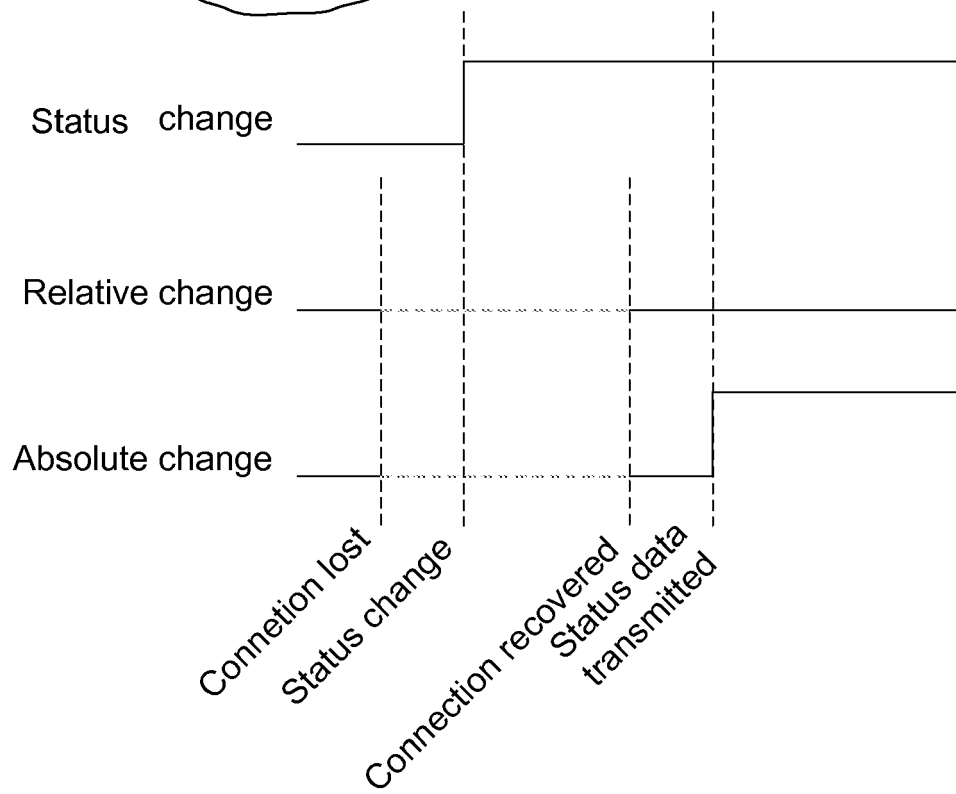 Status change
Relative change
Absolute change
Connetion lost
Status change
Connection recovered
Status data
transmitted